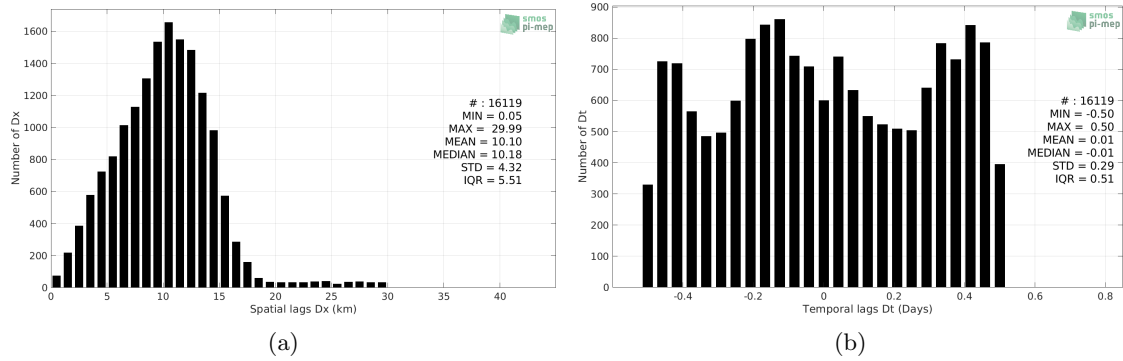 smos
pi-mep
1600
1400
1200
1000
800
600
400
200
0
Number of Dx
# : 16119
MIN = 0.05
MAX = 29.99
MEAN = 10.10
MEDIAN = 10.18
STD = 4.32
IQR = 5.51
0 5 10 15 20 25 30 35 40
Spatial lags Dx (km)
(a)
smos
pi-mep
900
800
700
600
500
400
300
200
100
0
Number of Dt
# : 16119
MIN = -0.50
MAX = 0.50
MEAN = 0.01
MEDIAN = -0.01
STD = 0.29
IQR = 0.51
-0.4 -0.2 0 0.2 0.4 0.6 0.8
Temporal lags Dt (Days)
(b)